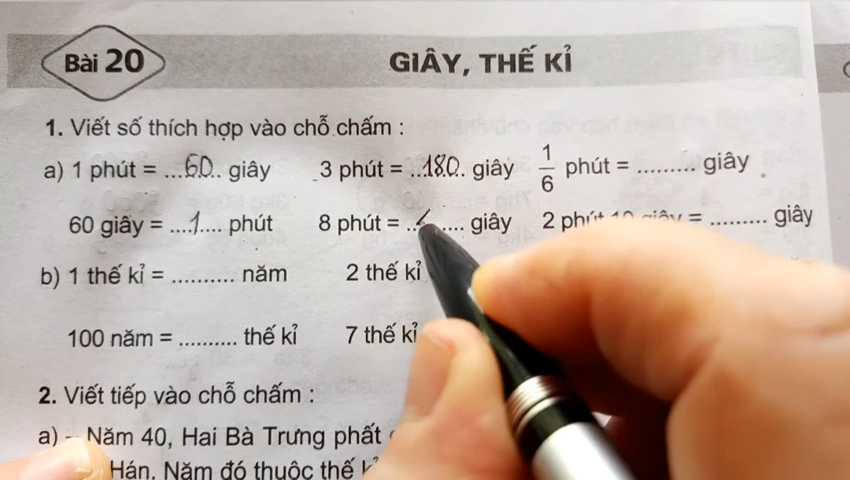 Bài 20
GIÂY, THẾ KỈ
1. Viết số thích hợp vào chỗ chấm :
a) 1 phút = ...60.. giây 3 phút = ..180. giây 1/6 phút = ......... giây
60 giây = ....1.... phút 8 phút = .. .... giây 2 phút = ......... giây
b) 1 thế kỉ = .......... năm 2 thế kỉ
100 năm = .......... thế kỉ 7 thế kỉ
2. Viết tiếp vào chỗ chấm :
a) – Năm 40, Hai Bà Trưng phất
Hán. Năm đó thuộc thế